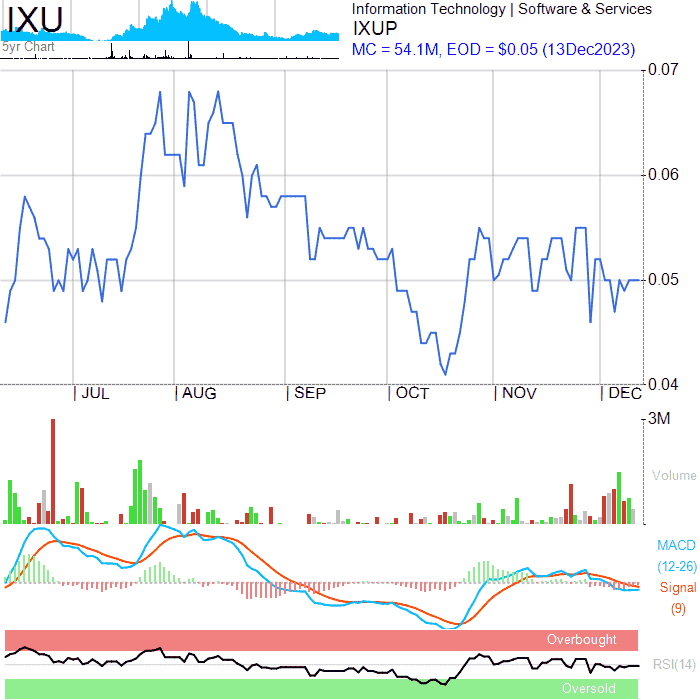 IXU
5yr Chart
Information Technology | Software & Services
IXUP
MC = 54.1M, EOD = $0.05 (13Dec2023)
0.07
0.06
0.05
0.04
JUL
AUG
SEP
OCT
NOV
DEC
3M
Volume
MACD
(12-26)
Signal
(9)
Overbought
RSI(14)
Oversold